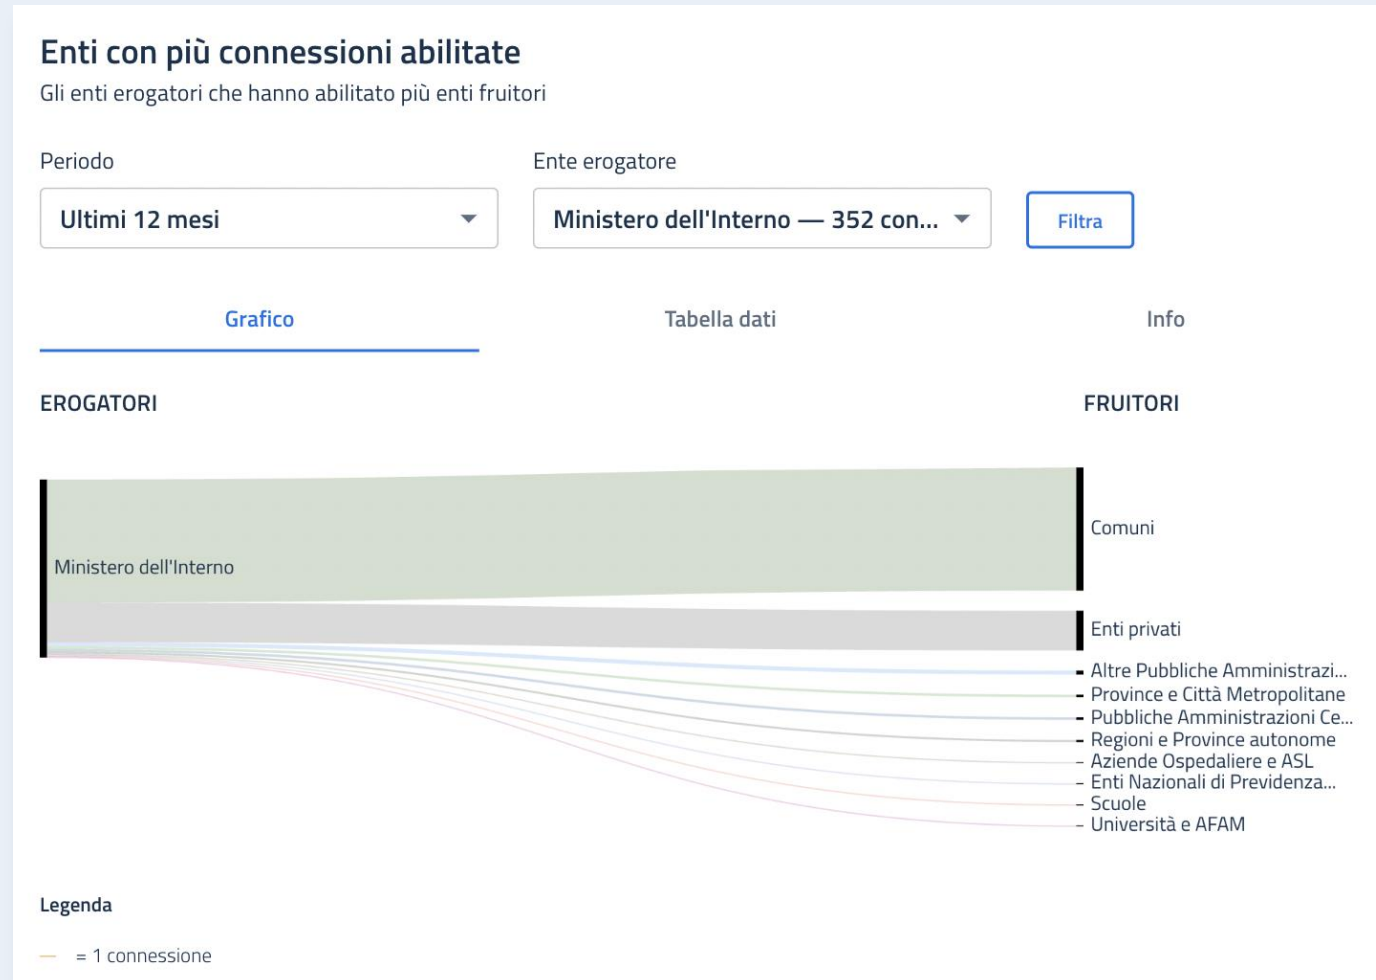 Enti con più connessioni abilitate
Gli enti erogatori che hanno abilitato più enti fruitori
Periodo
Ente erogatore
Ultimi 12 mesi
Ministero dell'Interno — 352 con...
Filtra
Grafico
Tabella dati
Info
EROGATORI
FRUITORI
Ministero dell'Interno
Comuni
Enti privati
Altre Pubbliche Amministrazi...
Province e Città Metropolitane
Pubbliche Amministrazioni Ce...
Regioni e Province autonome
Aziende Ospedaliere e ASL
Enti Nazionali di Previdenza...
Scuole
Università e AFAM
Legenda
= 1 connessione